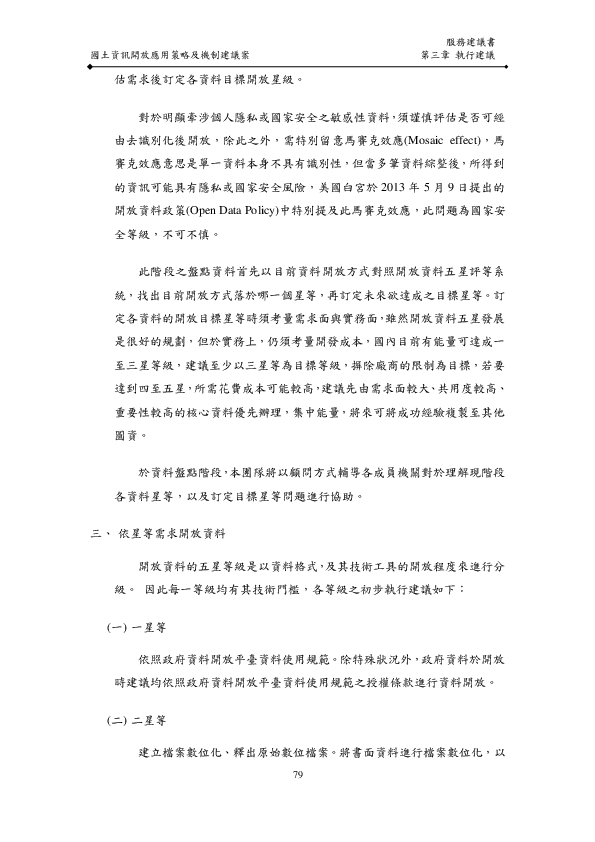 服務建議書
國土資訊開放應用策略及機制建議案 第三章 執行建議
估需求後訂定各資料目標開放星級。
對於明顯牽涉個人隱私或國家安全之敏感性資料，須謹慎評估是否可經
由去識別化後開放，除此之外，需特別留意馬賽克效應(Mosaic effect)，馬
賽克效應意思是單一資料本身不具有識別性，但當多筆資料綜整後，所得到
的資訊可能具有隱私或國家安全風險，美國白宮於 2013 年 5 月 9 日提出的
開放資料政策(Open Data Policy)中特別提及此馬賽克效應，此問題為國家安
全等級，不可不慎。
此階段之盤點資料首先以目前資料開放方式對照開放資料五星評等系
統，找出目前開放方式落於哪一個星等，再訂定未來欲達成之目標星等。訂
定各資料的開放目標星等時須考量需求面與實務面，雖然開放資料五星發展
是很好的規劃，但於實務上，仍須考量開發成本，國內目前有能量可達成一
至三星等級，建議至少以三星等為目標等級，摒除廠商的限制為目標，若要
達到四至五星，所需花費成本可能較高，建議先由需求面較大、共用度較高、
重要性較高的核心資料優先辦理，集中能量，將來可將成功經驗複製至其他
圖資。
於資料盤點階段，本團隊將以顧問方式輔導各成員機關對於理解現階段
各資料星等，以及訂定目標星等問題進行協助。
三、 依星等需求開放資料
開放資料的五星等級是以資料格式，及其技術工具的開放程度來進行分
級。 因此每一等級均有其技術門檻，各等級之初步執行建議如下：
(一) 一星等
依照政府資料開放平臺資料使用規範。除特殊狀況外，政府資料於開放
時建議均依照政府資料開放平臺資料使用規範之授權條款進行資料開放。
(二) 二星等
建立檔案數位化、釋出原始數位檔案。將書面資料進行檔案數位化，以
79